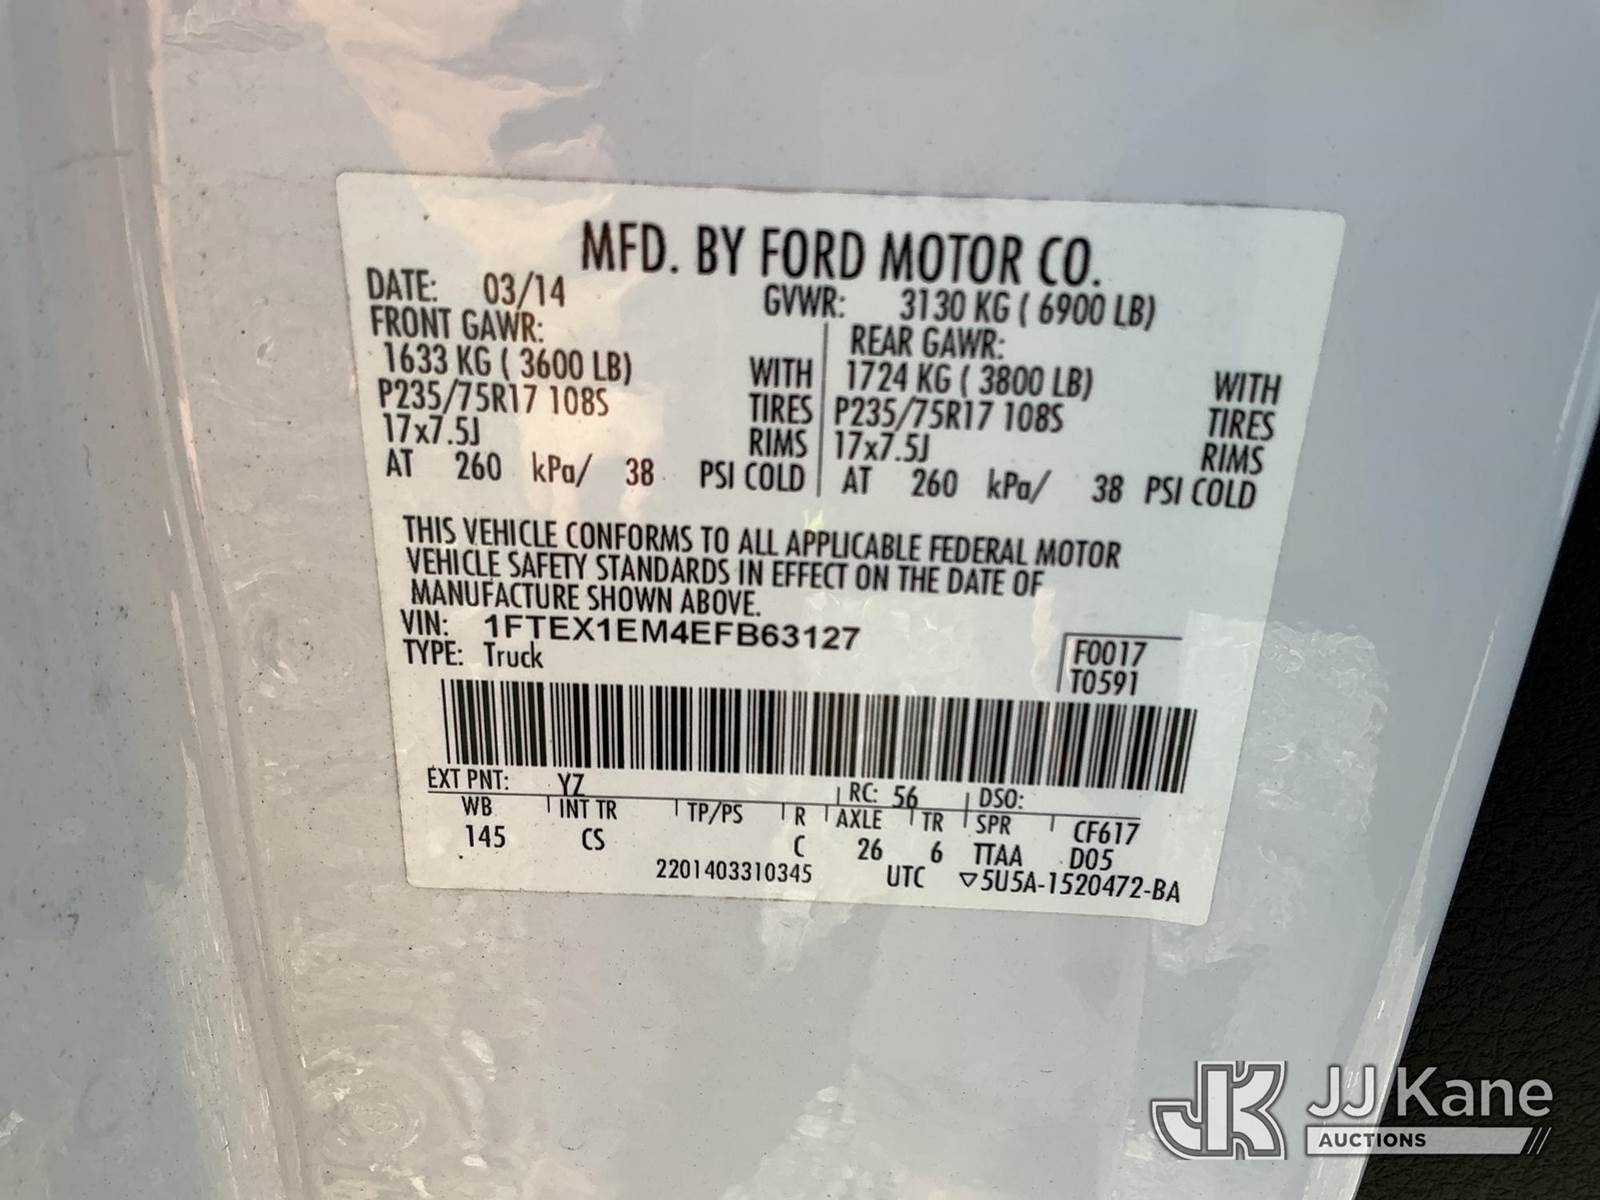 MFD. BY FORD MOTOR CO.
DATE: 03/14 GVWR: 3130 KG ( 6900 LB)
FRONT GAWR: REAR GAWR:
1633 KG ( 3600 LB) WITH 1724 KG ( 3800 LB) WITH
P235/75R17 108S TIRES P235/75R17 108S TIRES
17x7.5J RIMS 17x7.5J RIMS
AT 260 kPa/ 38 PSI COLD AT 260 kPa/ 38 PSI COLD
THIS VEHICLE CONFORMS TO ALL APPLICABLE FEDERAL MOTOR
VEHICLE SAFETY STANDARDS IN EFFECT ON THE DATE OF
MANUFACTURE SHOWN ABOVE.
VIN: 1FTEX1EM4EFB63127
TYPE: Truck
F0017
T0591
EXT PNT: YZ RC: 56 DSO:
WB INT TR TP/PS R AXLE TR SPR CF617
145 CS C 26 6 TTAA D05
2201403310345 UTC ▽5U5A-1520472-BA
JK JJ Kane
AUCTIONS